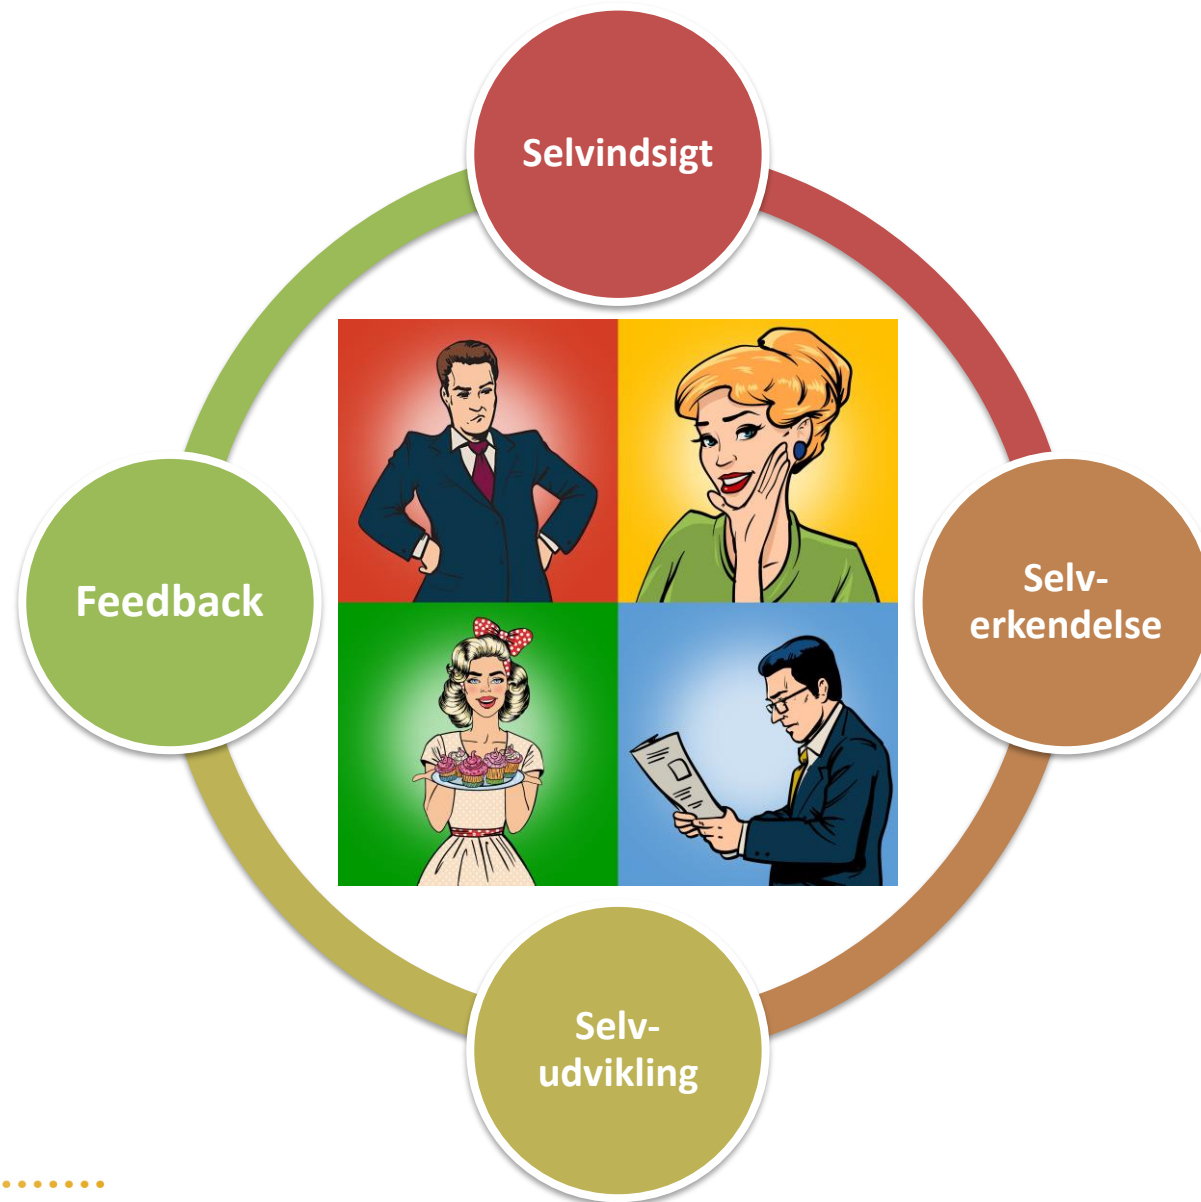 Selvindsigt
Selv-
erkendelse
Selv-
udvikling
Feedback